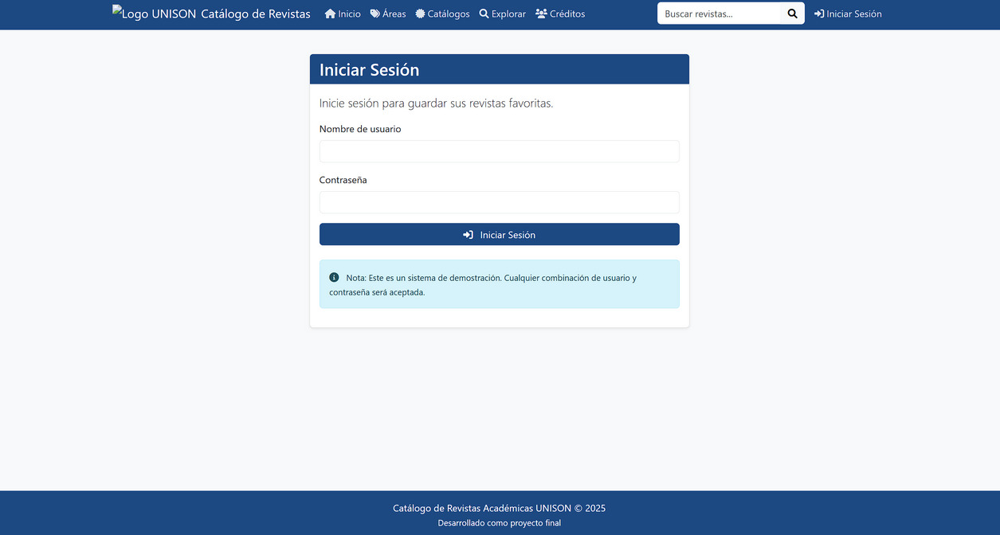 Logo UNISON Catálogo de Revistas Inicio Áreas Catálogos Explorar Créditos Buscar revistas... Iniciar Sesión
Iniciar Sesión
Inicie sesión para guardar sus revistas favoritas.
Nombre de usuario
Contraseña
Iniciar Sesión
Nota: Este es un sistema de demostración. Cualquier combinación de usuario y
contraseña será aceptada.
Catálogo de Revistas Académicas UNISON © 2025
Desarrollado como proyecto final